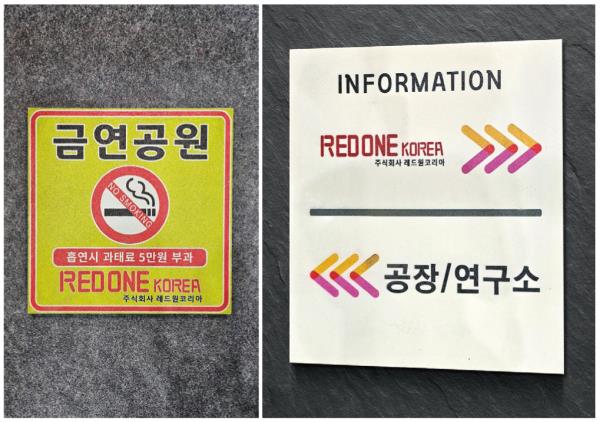 금연공원
NO SMOKING
흡연시 과태료 5만원 부과
RED ONE KOREA
주식회사 레드원코리아
INFORMATION
RED ONE KOREA
주식회사 레드원코리아
공장/연구소